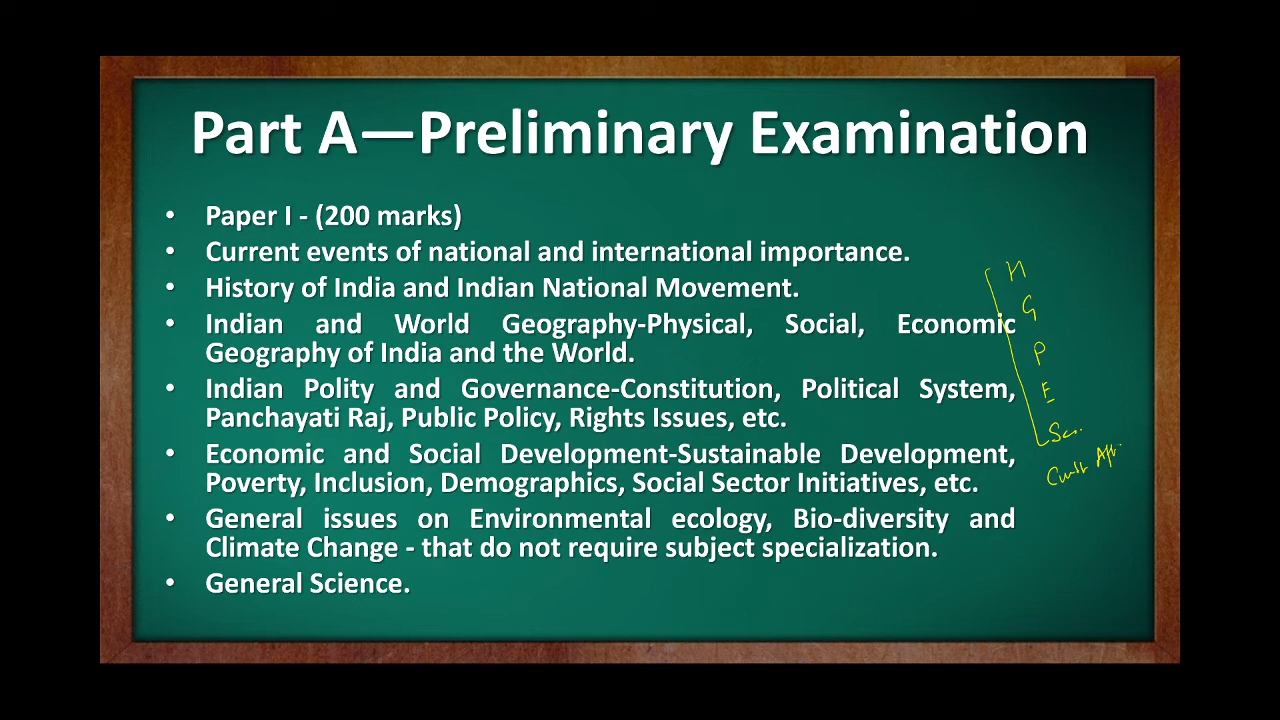 Part A—Preliminary Examination
• Paper I - (200 marks)
• Current events of national and international importance.
• History of India and Indian National Movement.
• Indian and World Geography-Physical, Social, Economic
Geography of India and the World.
• Indian Polity and Governance-Constitution, Political System,
Panchayati Raj, Public Policy, Rights Issues, etc.
• Economic and Social Development-Sustainable Development,
Poverty, Inclusion, Demographics, Social Sector Initiatives, etc.
• General issues on Environmental ecology, Bio-diversity and
Climate Change - that do not require subject specialization.
• General Science.
H
G
P
E
Sci.